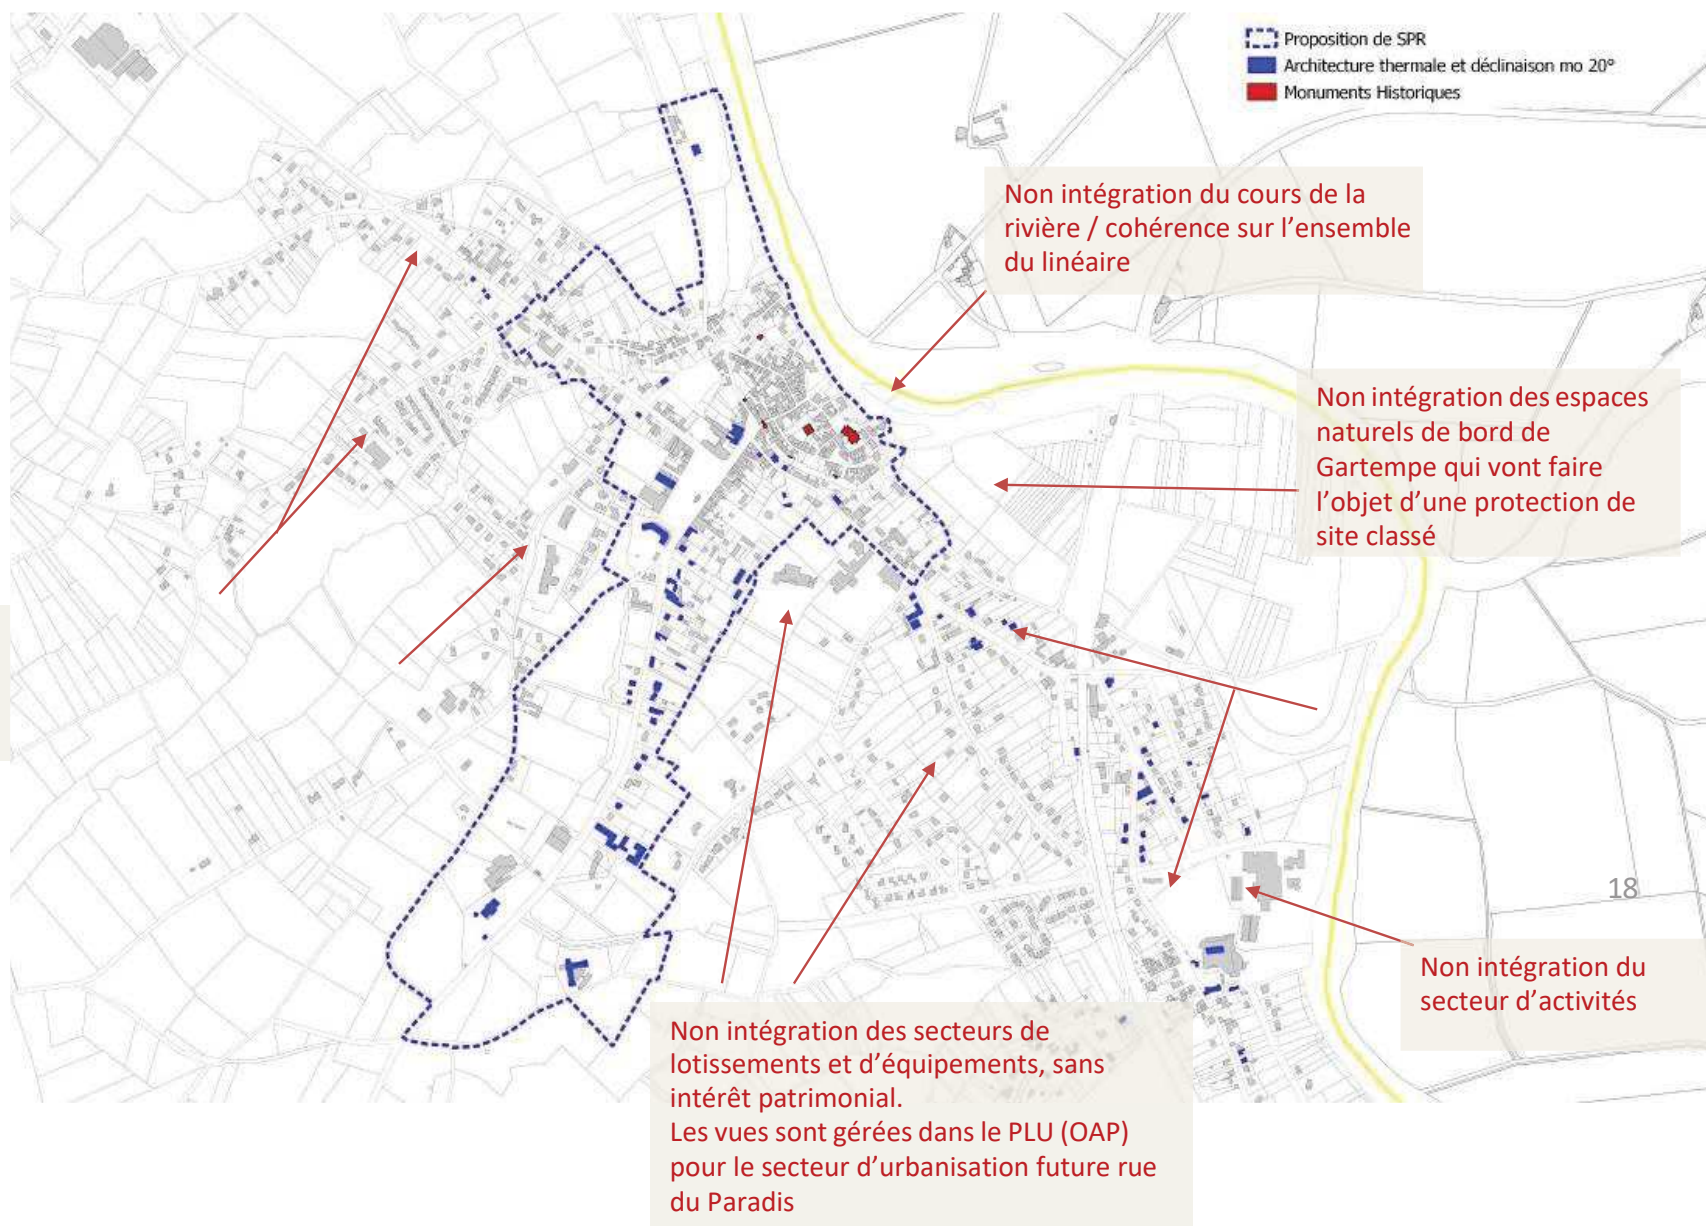 Proposition de SPR
Architecture thermale et déclinaison mo 20°
Monuments Historiques
Non intégration du cours de la
rivière / cohérence sur l'ensemble
du linéaire
Non intégration des espaces
naturels de bord de
Gartempe qui vont faire
l'objet d'une protection de
site classé
18
Non intégration du
secteur d'activités
Non intégration des secteurs de
lotissements et d'équipements, sans
intérêt patrimonial.
Les vues sont gérées dans le PLU (OAP)
pour le secteur d'urbanisation future rue
du Paradis